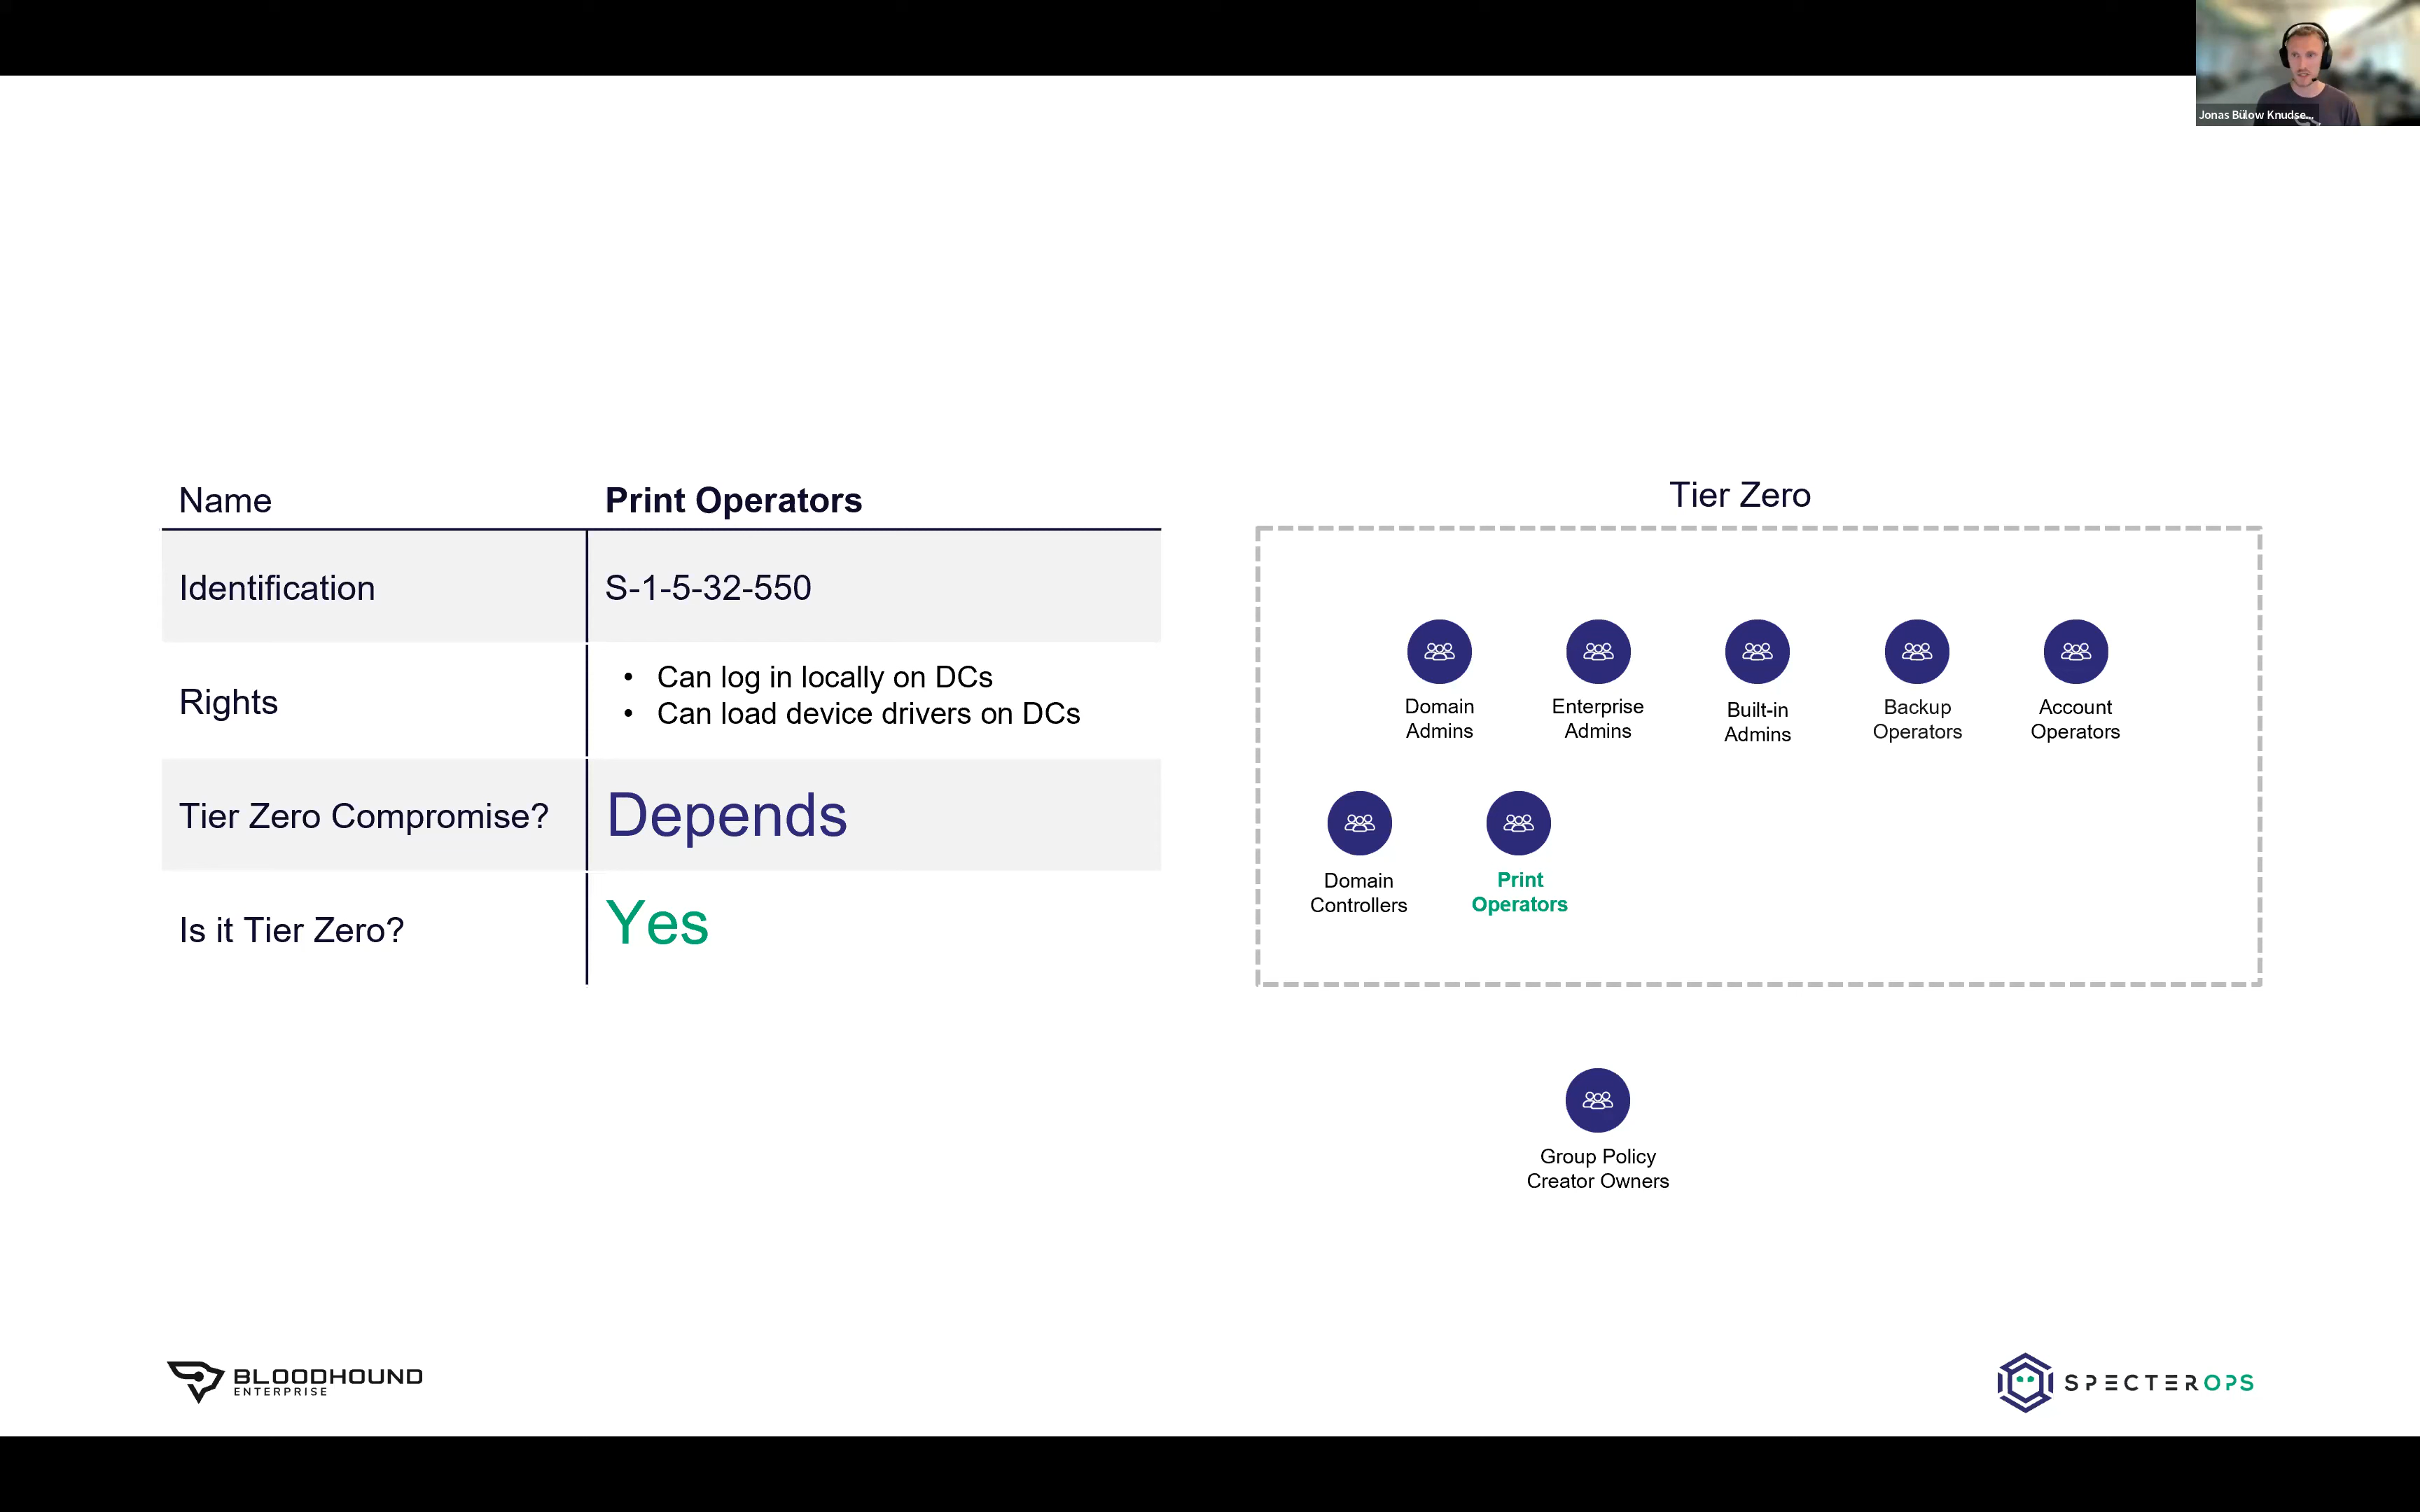 Jonas Bülow Knudse...
Name Print Operators
Identification S-1-5-32-550
Rights
• Can log in locally on DCs
• Can load device drivers on DCs
Tier Zero Compromise? Depends
Is it Tier Zero? Yes
Tier Zero
Domain
Admins
Enterprise
Admins
Built-in
Admins
Backup
Operators
Account
Operators
Domain
Controllers
Print
Operators
Group Policy
Creator Owners
BLOODHOUND
ENTERPRISE
SPECTEROPS